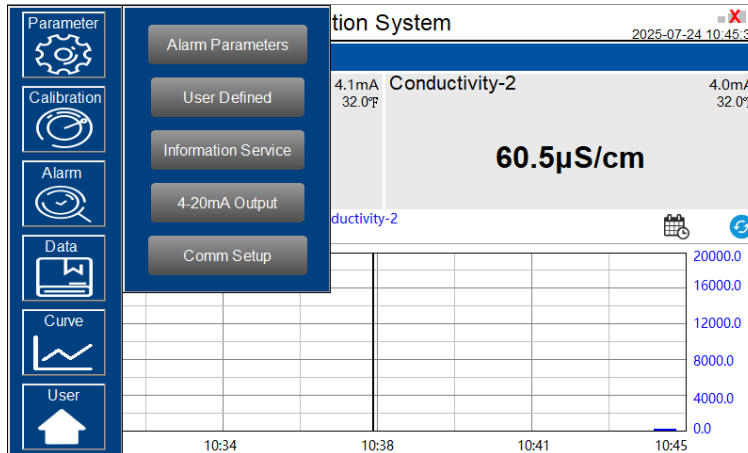 Parameter
Calibration
Alarm
Data
Curve
User
Alarm Parameters
User Defined
Information Service
4-20mA Output
Comm Setup
tion System
2025-07-24 10:45:3
4.1mA
32.0℉
Conductivity-2
4.0mA
32.0℉
60.5µS/cm
ductivity-2
20000.0
16000.0
12000.0
8000.0
4000.0
0.0
10:34
10:38
10:41
10:45